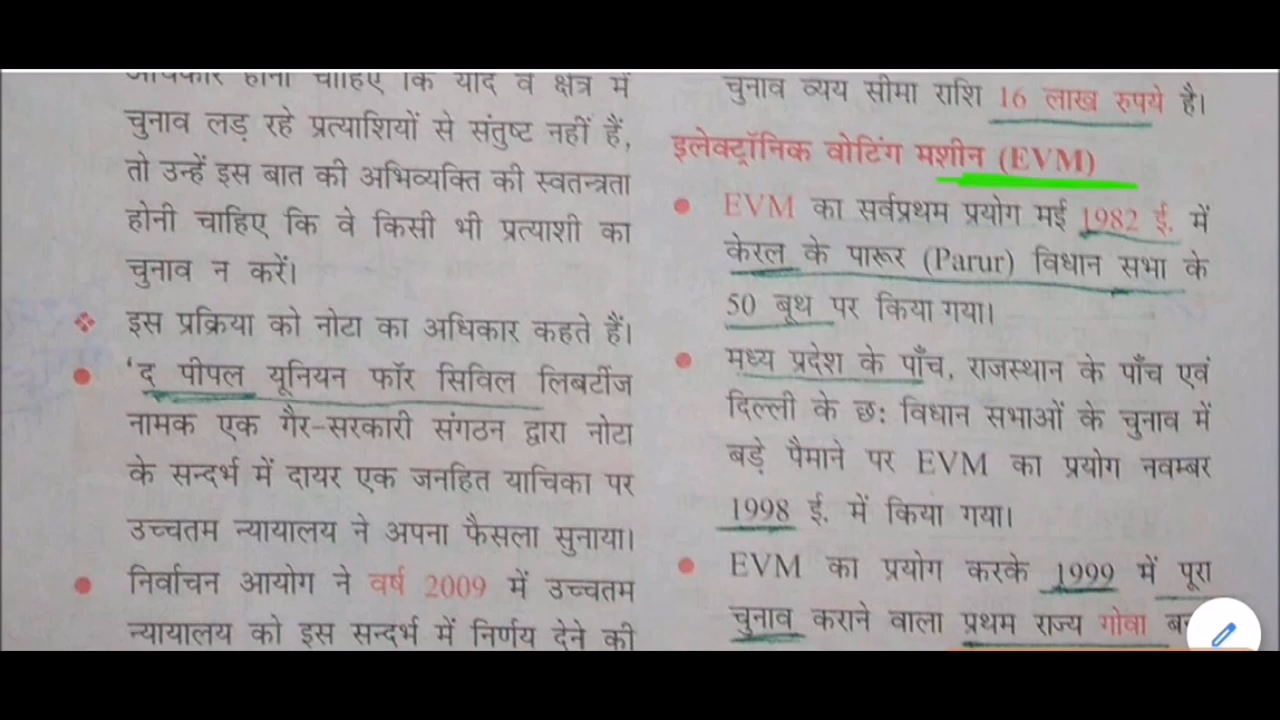 अधिकार होना चाहिए कि यदि वे क्षेत्र में
चुनाव लड़ रहे प्रत्याशियों से संतुष्ट नहीं हैं,
तो उन्हें इस बात की अभिव्यक्ति की स्वतन्त्रता
होनी चाहिए कि वे किसी भी प्रत्याशी का
चुनाव न करें।
इस प्रक्रिया को नोटा का अधिकार कहते हैं।
'द पीपल यूनियन फॉर सिविल लिबर्टीज
नामक एक गैर-सरकारी संगठन द्वारा नोटा
के सन्दर्भ में दायर एक जनहित याचिका पर
उच्चतम न्यायालय ने अपना फैसला सुनाया।
निर्वाचन आयोग ने वर्ष 2009 में उच्चतम
न्यायालय को इस सन्दर्भ में निर्णय देने की
चुनाव व्यय सीमा राशि 16 लाख रुपये है।
इलेक्ट्रॉनिक वोटिंग मशीन (EVM)
EVM का सर्वप्रथम प्रयोग मई 1982 ई. में
केरल के पारूर (Parur) विधान सभा के
50 बूथ पर किया गया।
मध्य प्रदेश के पाँच, राजस्थान के पाँच एवं
दिल्ली के छः विधान सभाओं के चुनाव में
बड़े पैमाने पर EVM का प्रयोग नवम्बर
1998 ई. में किया गया।
EVM का प्रयोग करके 1999 में पूरा
चुनाव कराने वाला प्रथम राज्य गोवा